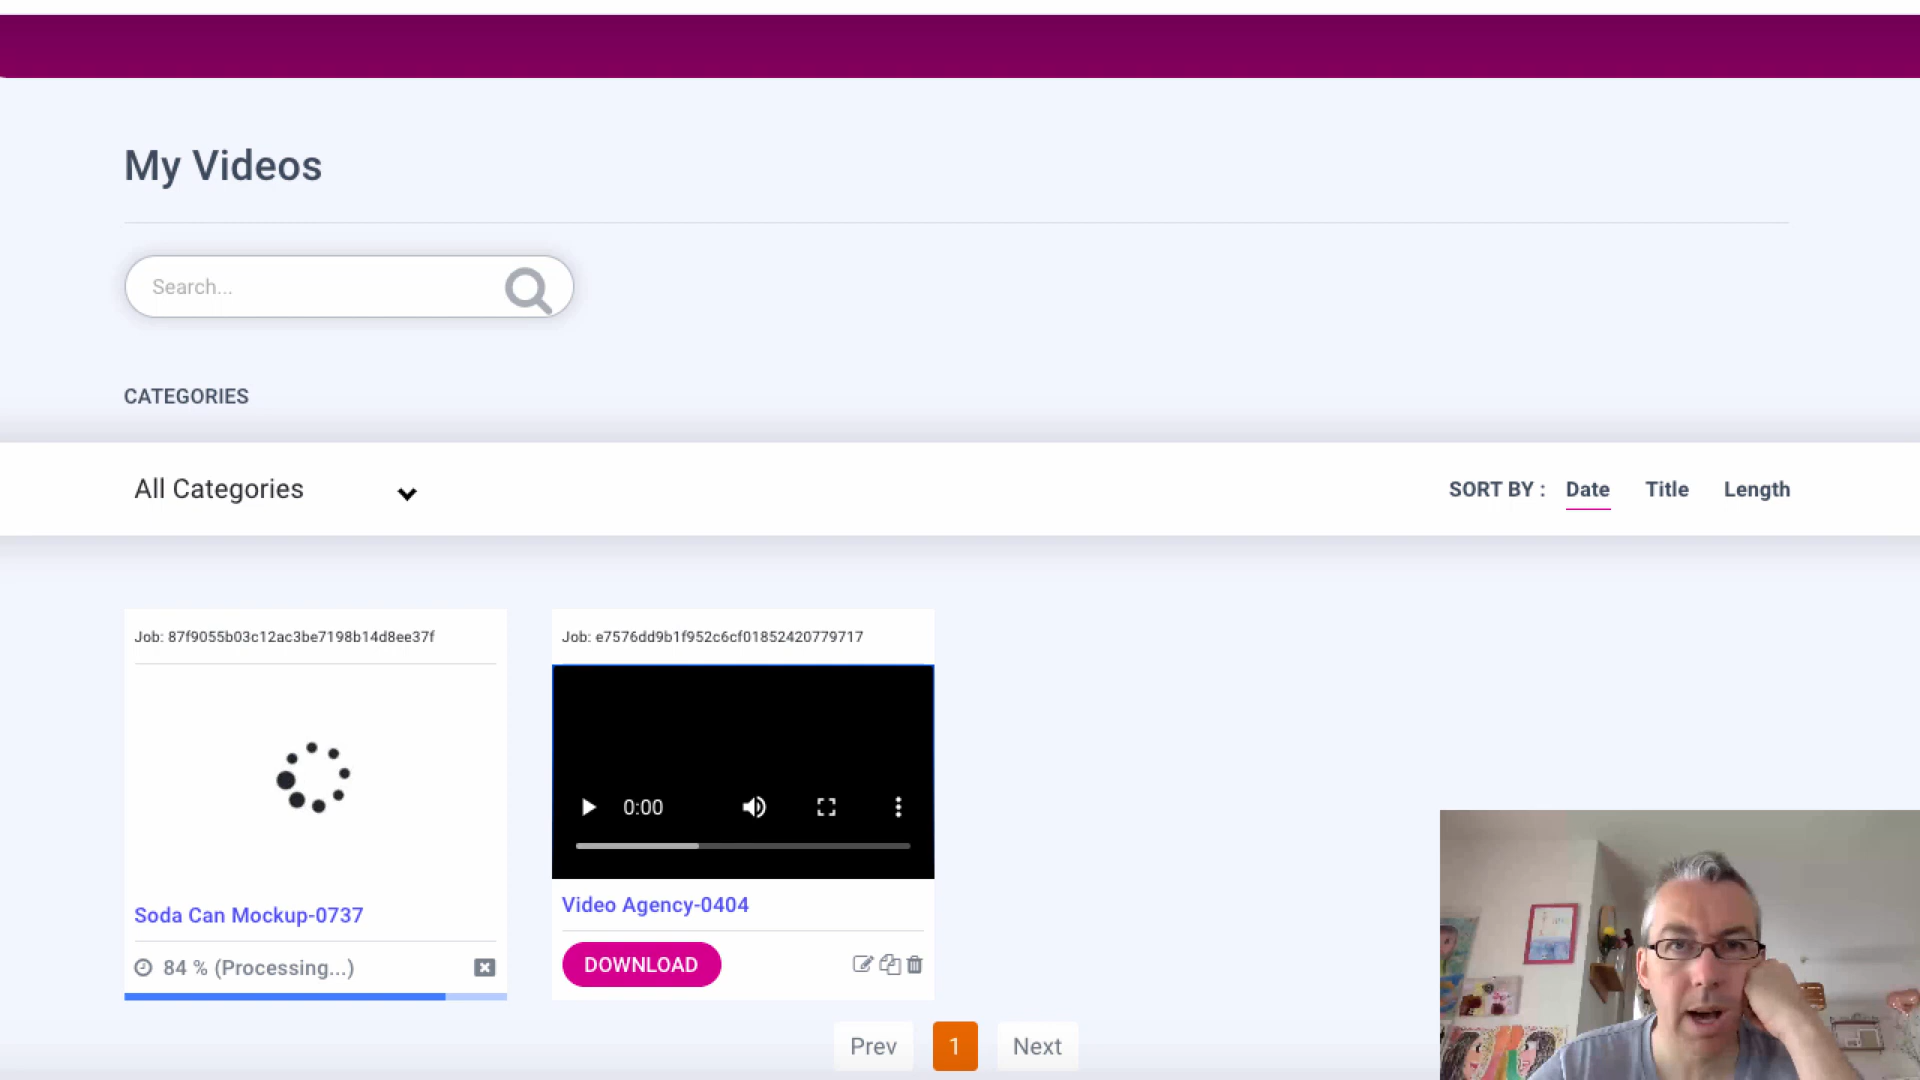 My Videos
Search...
CATEGORIES
All Categories
SORT BY : Date Title Length
Job: 87f9055b03c12ac3be7198b14d8ee37f
Soda Can Mockup-0737
84 % (Processing...)
Job: e7576dd9b1f952c6cf01852420779717
0:00
Video Agency-0404
DOWNLOAD
Prev 1 Next